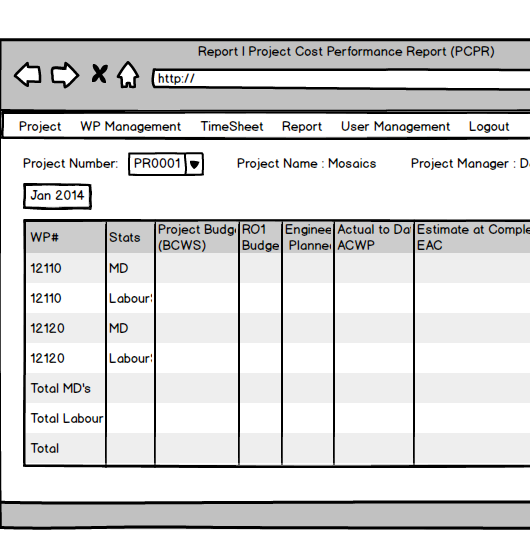 Report | Project Cost Performance Report (PCPR)
http://
Project WP Management TimeSheet Report User Management Logout
Project Number: PR0001 Project Name : Mosaics Project Manager : D
Jan 2014
WP# Stats Project Budg RO1 Enginee Actual to Da Estimate at Comple
(BCWS) Budge Planne ACWP EAC
12110 MD
12110 Labour
12120 MD
12120 Labour
Total MD's
Total Labour
Total